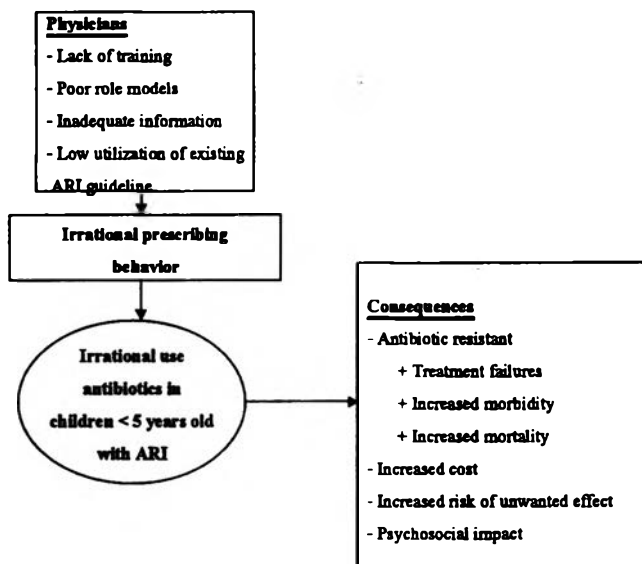 Physicians
- Lack of training
- Poor role models
- Inadequate information
- Low utilization of existing
ARI guideline
Irrational prescribing
behavior
Irrational use
antibiotics in
children < 5 years old
with ARI
Consequences
- Antibiotic resistant
+ Treatment failures
+ Increased morbidity
+ Increased mortality
- Increased cost
- Increased risk of unwanted effect
- Psychosocial impact